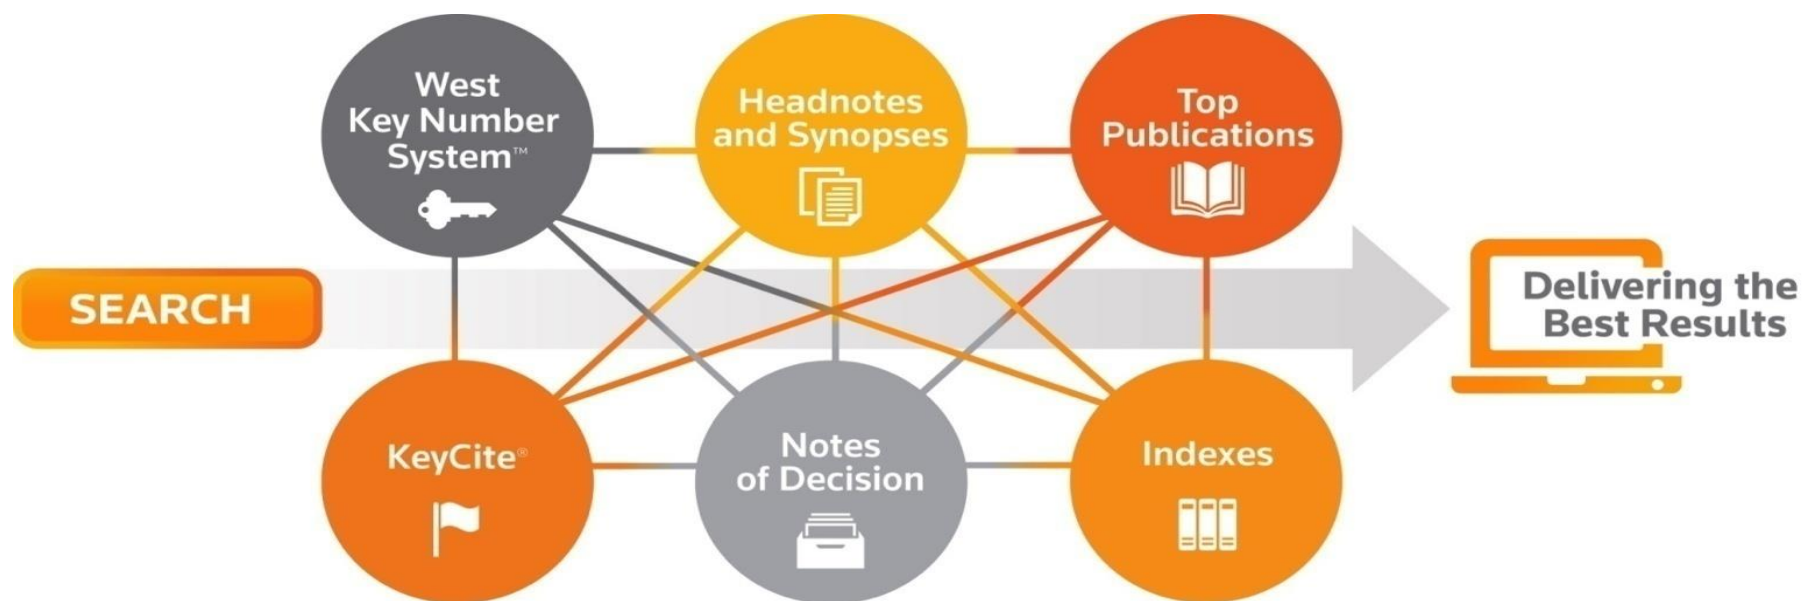 West
Key Number
System™
Headnotes
and Synopses
Top
Publications
SEARCH
Delivering the
Best Results
KeyCite®
Notes
of Decision
Indexes